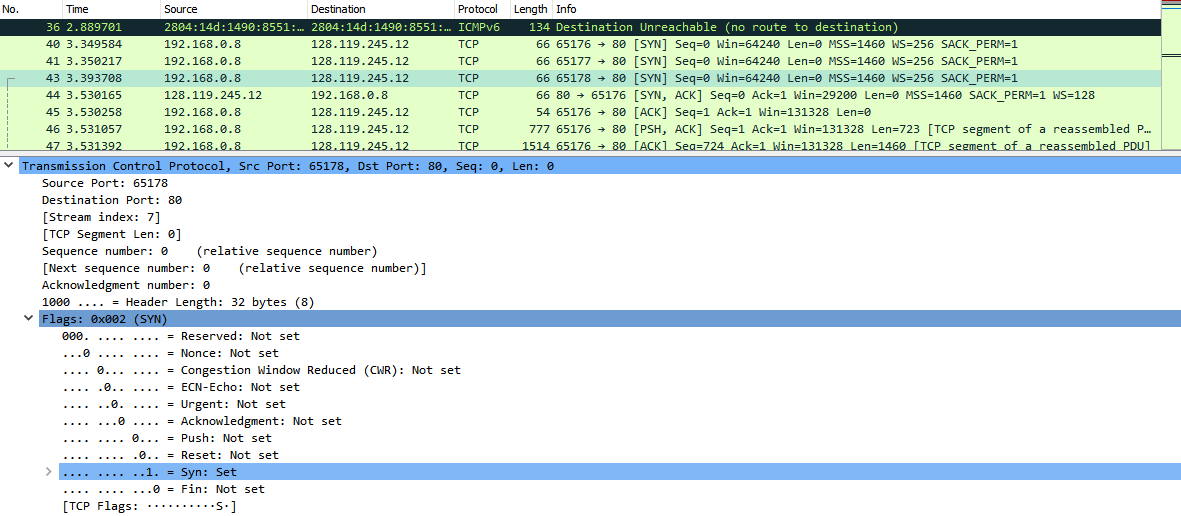 No. Time Source Destination Protocol Length Info
36 2.889701 2804:14d:1490:8551:… 2804:14d:1490:8551:… ICMPv6 134 Destination Unreachable (no route to destination)
40 3.349584 192.168.0.8 128.119.245.12 TCP 66 65176 → 80 [SYN] Seq=0 Win=64240 Len=0 MSS=1460 WS=256 SACK_PERM=1
41 3.350217 192.168.0.8 128.119.245.12 TCP 66 65177 → 80 [SYN] Seq=0 Win=64240 Len=0 MSS=1460 WS=256 SACK_PERM=1
43 3.393708 192.168.0.8 128.119.245.12 TCP 66 65178 → 80 [SYN] Seq=0 Win=64240 Len=0 MSS=1460 WS=256 SACK_PERM=1
44 3.530165 128.119.245.12 192.168.0.8 TCP 66 80 → 65176 [SYN, ACK] Seq=0 Ack=1 Win=29200 Len=0 MSS=1460 SACK_PERM=1 WS=128
45 3.530258 192.168.0.8 128.119.245.12 TCP 54 65176 → 80 [ACK] Seq=1 Ack=1 Win=131328 Len=0
46 3.531057 192.168.0.8 128.119.245.12 TCP 777 65176 → 80 [PSH, ACK] Seq=1 Ack=1 Win=131328 Len=723 [TCP segment of a reassembled P…
47 3.531392 192.168.0.8 128.119.245.12 TCP 1514 65176 → 80 [ACK] Seq=724 Ack=1 Win=131328 Len=1460 [TCP segment of a reassembled PDU]
Transmission Control Protocol, Src Port: 65178, Dst Port: 80, Seq: 0, Len: 0
Source Port: 65178
Destination Port: 80
[Stream index: 7]
[TCP Segment Len: 0]
Sequence number: 0 (relative sequence number)
[Next sequence number: 0 (relative sequence number)]
Acknowledgment number: 0
1000 .... = Header Length: 32 bytes (8)
Flags: 0x002 (SYN)
000. .... .... = Reserved: Not set
...0 .... .... = Nonce: Not set
.... 0... .... = Congestion Window Reduced (CWR): Not set
.... .0.. .... = ECN-Echo: Not set
.... ..0. .... = Urgent: Not set
.... ...0 .... = Acknowledgment: Not set
.... .... 0... = Push: Not set
.... .... .0.. = Reset: Not set
.... .... ..1. = Syn: Set
.... .... ...0 = Fin: Not set
[TCP Flags: ··········S·]